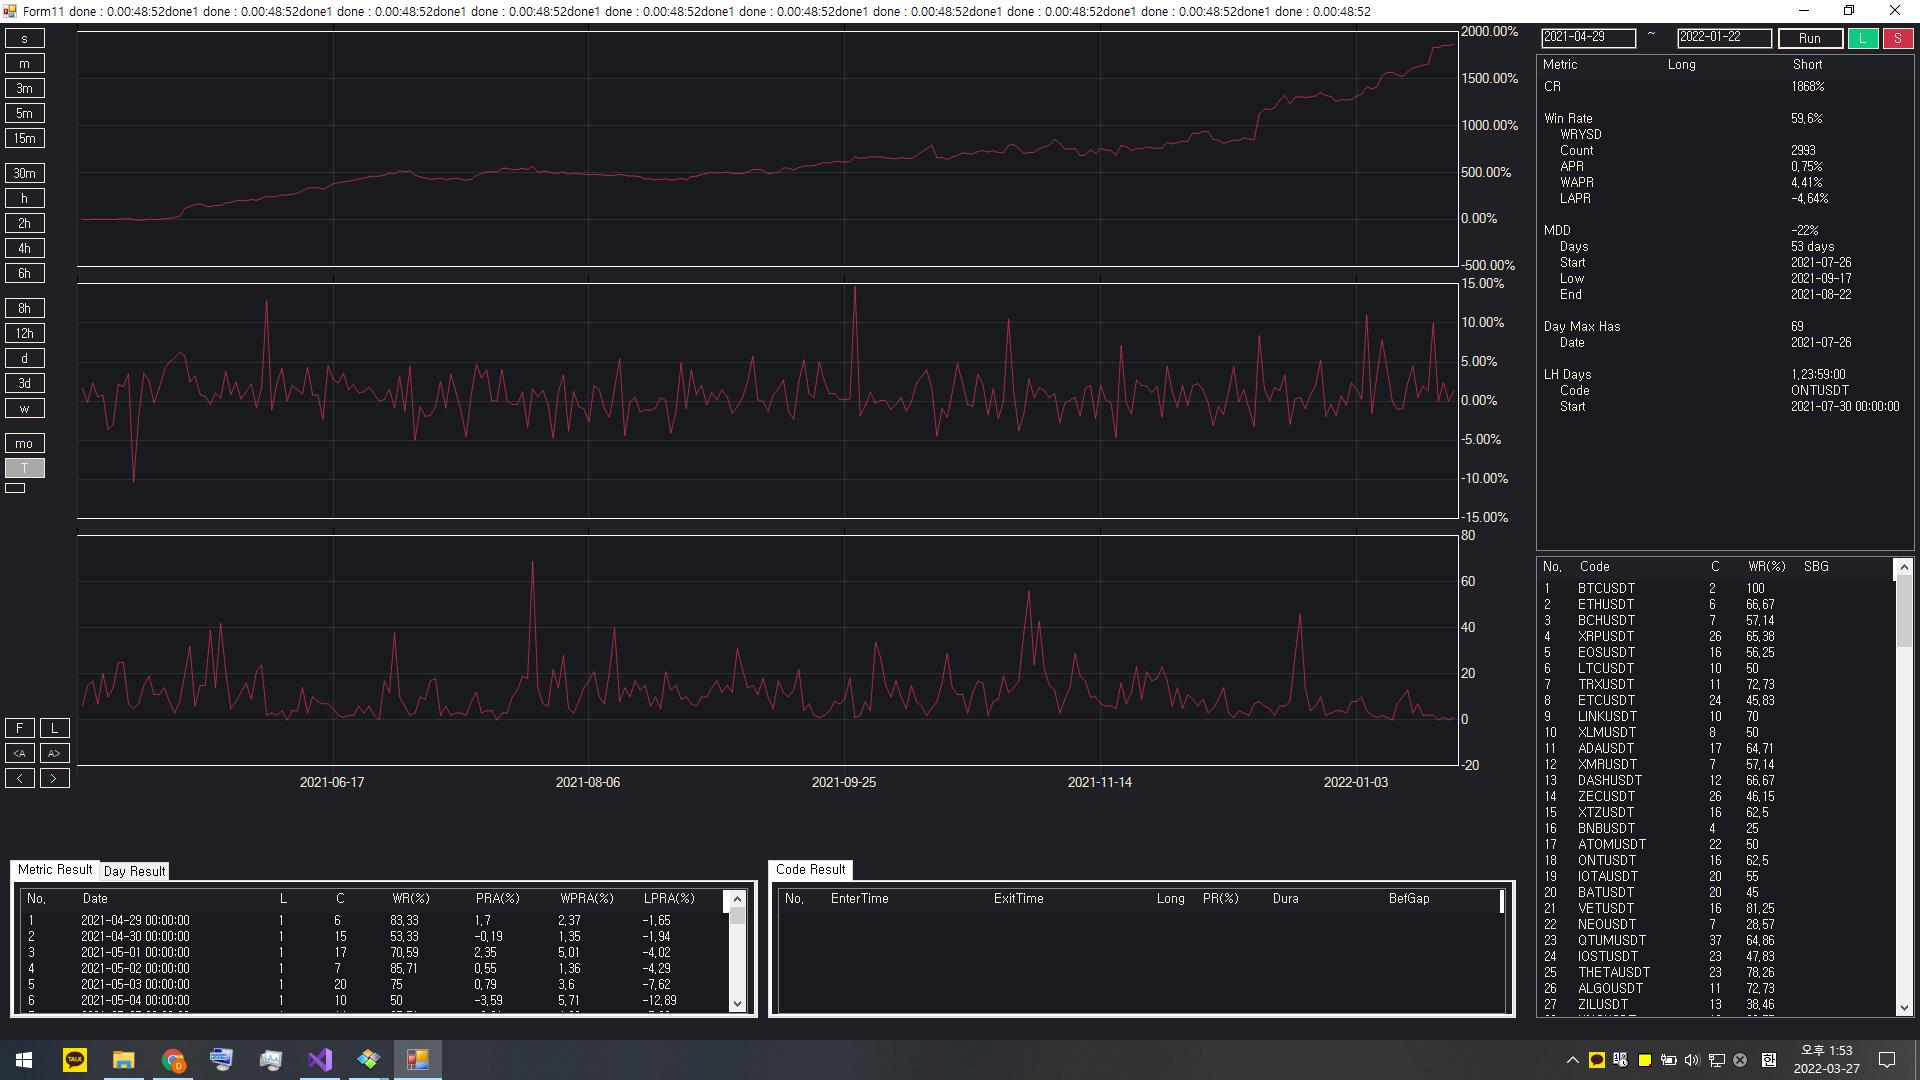 Form11 done : 0.00:48:52done1 done : 0.00:48:52done1 done : 0.00:48:52done1 done : 0.00:48:52done1 done : 0.00:48:52done1 done : 0.00:48:52done1 done : 0.00:48:52done1 done : 0.00:48:52done1 done : 0.00:48:52
s
m
3m
5m
15m
30m
h
2h
4h
6h
8h
12h
d
3d
w
mo
T
F L
<A A>
< >
2000.00%
1500.00%
1000.00%
500.00%
0.00%
-500.00%
15.00%
10.00%
5.00%
0.00%
-5.00%
-10.00%
-15.00%
80
60
40
20
0
-20
2021-06-17 2021-08-06 2021-09-25 2021-11-14 2022-01-03
2021-04-29 ~ 2022-01-22 Run L S
Metric Long Short
CR 1868%
Win Rate 59,6%
WRYSD
Count 2993
APR 0,75%
WAPR 4,41%
LAPR -4,64%
MDD -22%
Days 53 days
Start 2021-07-26
Low 2021-09-17
End 2021-08-22
Day Max Has 69
Date 2021-07-26
LH Days 1,23:59:00
Code ONTUSDT
Start 2021-07-30 00:00:00
No, Code C WR(%) SBG
1 BTCUSDT 2 100
2 ETHUSDT 6 66,67
3 BCHUSDT 7 57,14
4 XRPUSDT 26 65,38
5 EOSUSDT 16 56,25
6 LTCUSDT 10 50
7 TRXUSDT 11 72,73
8 ETCUSDT 24 45,83
9 LINKUSDT 10 70
10 XLMUSDT 8 50
11 ADAUSDT 17 64,71
12 XMRUSDT 7 57,14
13 DASHUSDT 12 66,67
14 ZECUSDT 26 46,15
15 XTZUSDT 16 62,5
16 BNBUSDT 4 25
17 ATOMUSDT 22 50
18 ONTUSDT 16 62,5
19 IOTAUSDT 20 55
20 BATUSDT 20 45
21 VETUSDT 16 81,25
22 NEOUSDT 7 28,57
23 QTUMUSDT 37 64,86
24 IOSTUSDT 23 47,83
25 THETAUSDT 23 78,26
26 ALGOUSDT 11 72,73
27 ZILUSDT 13 38,46
Metric Result Day Result
No, Date L C WR(%) PRA(%) WPRA(%) LPRA(%)
1 2021-04-29 00:00:00 1 6 83,33 1,7 2,37 -1,65
2 2021-04-30 00:00:00 1 15 53,33 -0,19 1,35 -1,94
3 2021-05-01 00:00:00 1 17 70,59 2,35 5,01 -4,02
4 2021-05-02 00:00:00 1 7 85,71 0,55 1,36 -4,29
5 2021-05-03 00:00:00 1 20 75 0,79 3,6 -7,62
6 2021-05-04 00:00:00 1 10 50 -3,59 5,71 -12,89
Code Result
No, EnterTime ExitTime Long PR(%) Dura BefGap
TALK
오후 1:53
2022-03-27